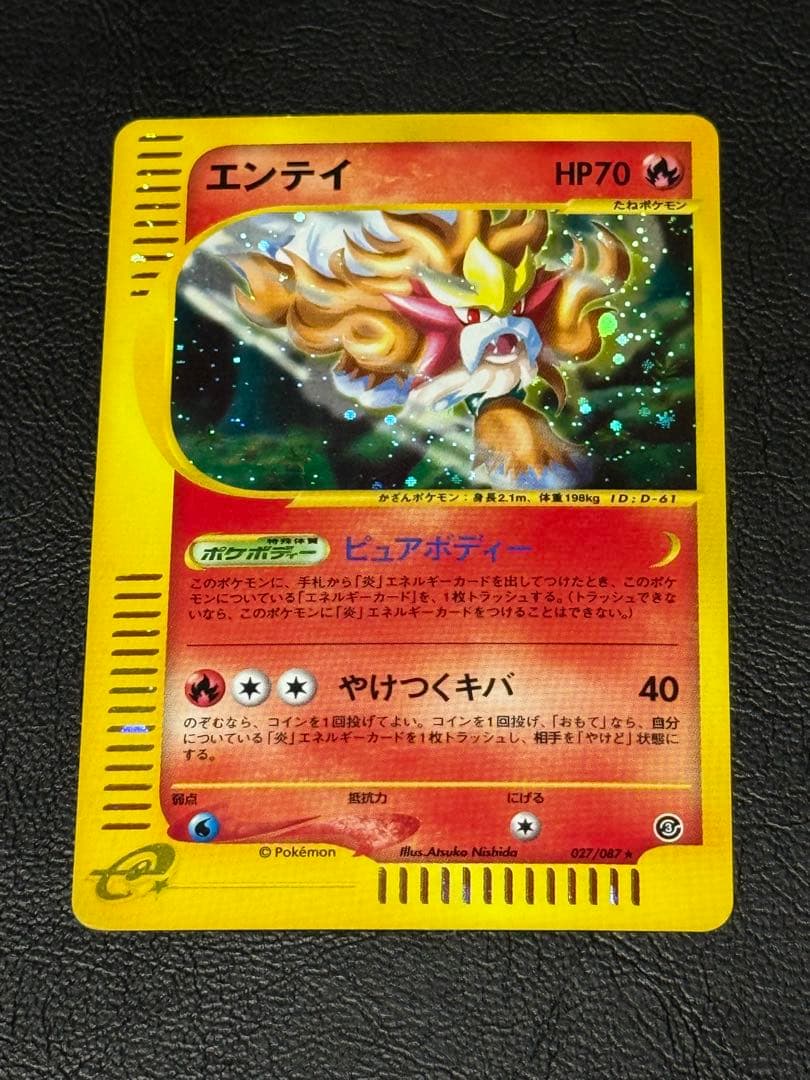 エンテイ HP70
たねポケモン
かざんポケモン：身長2.1m、体重198kg ID:D-61
特殊体質
ポケボディー ピュアボディー
このポケモンに、手札から「炎」エネルギーカードを出してつけたとき、このポケ
モンについている「エネルギーカード」を、1枚トラッシュする。（トラッシュできな
いなら、このポケモンに「炎」エネルギーカードをつけることはできない。）
やけつくキバ 40
のぞむなら、コインを1回投げてよい。コインを1回投げ、「おもて」なら、自分
についている「炎」エネルギーカードを1枚トラッシュし、相手を「やけど」状態に
する。
弱点 抵抗力 にげる
3
© Pokémon Illus.Atsuko Nishida 027/087★
e